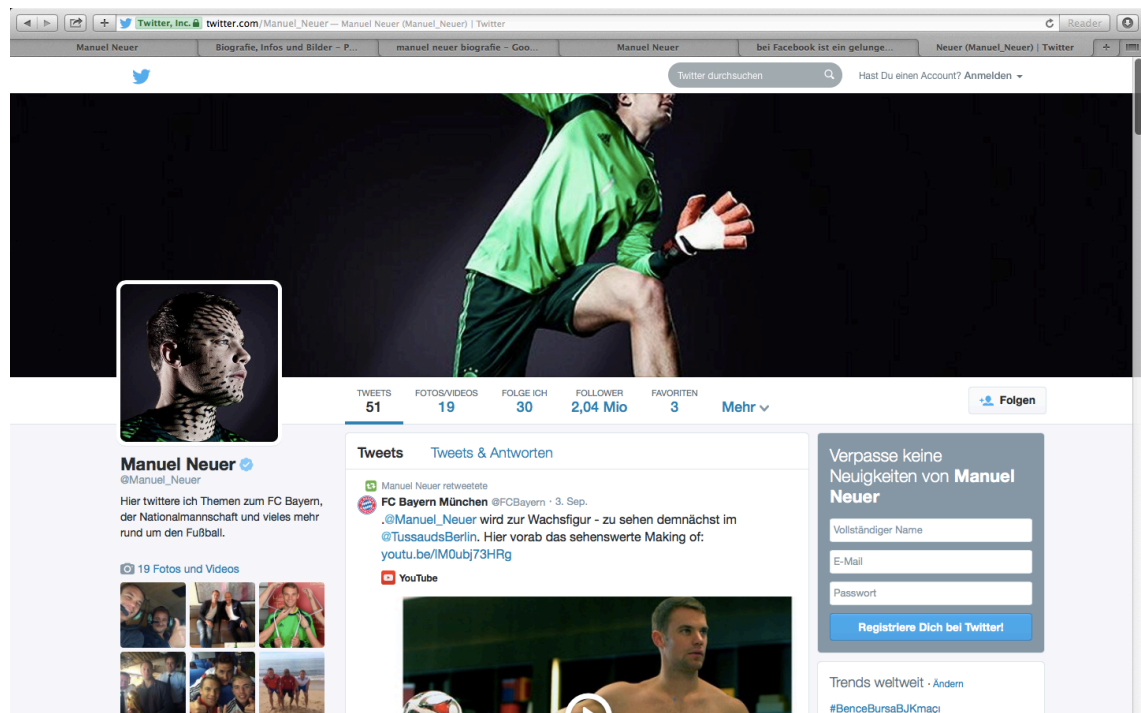 Twitter, Inc. twitter.com/Manuel_Neuer — Manuel Neuer (Manuel_Neuer) | Twitter
Reader
Manuel Neuer
Biografie, Infos und Bilder – P...
manuel neuer biografie – Goo...
Manuel Neuer
bei Facebook ist ein gelunge...
Neuer (Manuel_Neuer) | Twitter
Twitter durchsuchen
Hast Du einen Account? Anmelden
TWEETS
51
FOTOS/VIDEOS
19
FOLGE ICH
30
FOLLOWER
2,04 Mio
FAVORITEN
3
Mehr
Folgen
Manuel Neuer
@Manuel_Neuer
Hier twittere ich Themen zum FC Bayern,
der Nationalmannschaft und vieles mehr
rund um den Fußball.
19 Fotos und Videos
Tweets
Tweets & Antworten
Manuel Neuer retweetete
FC Bayern München @FCBayern · 3. Sep.
.@Manuel_Neuer wird zur Wachsfigur - zu sehen demnächst im
@TussaudsBerlin. Hier vorab das sehenswerte Making of:
youtu.be/lM0ubj73HRg
YouTube
Verpasse keine
Neuigkeiten von Manuel
Neuer
Vollständiger Name
E-Mail
Passwort
Registriere Dich bei Twitter!
Trends weltweit · Ändern
#BenceBursaBJKmaçı